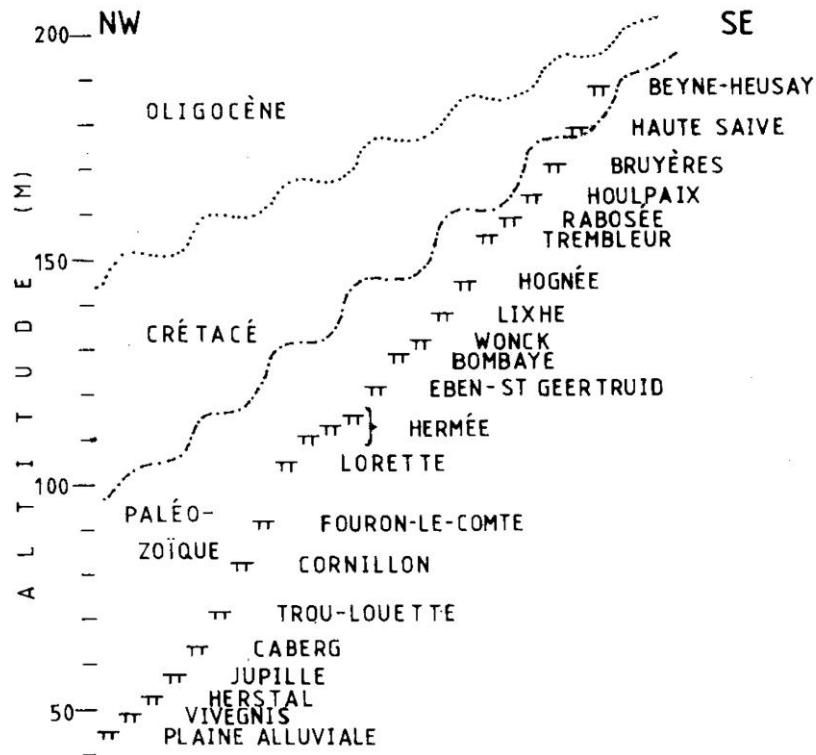 NW SE
200
BEYNE-HEUSAY
OLIGOCÈNE
HAUTE SAIVE
BRUYÈRES
HOULPAIX
RABOSÉE
TREMBLEUR
150
HOGNÉE
CRÉTACÉ
LIXHE
WONCK
BOMBAYE
EBEN-ST GEERTRUID
HERMÉE
LORETTE
100
PALÉO-
ZOÏQUE
FOURON-LE-COMTE
CORNILLON
TROU-LOUETTE
CABERG
JUPILLE
HERSTAL
50
VIVEGNIS
PLAINE ALLUVIALE
ALTITUDE (M)